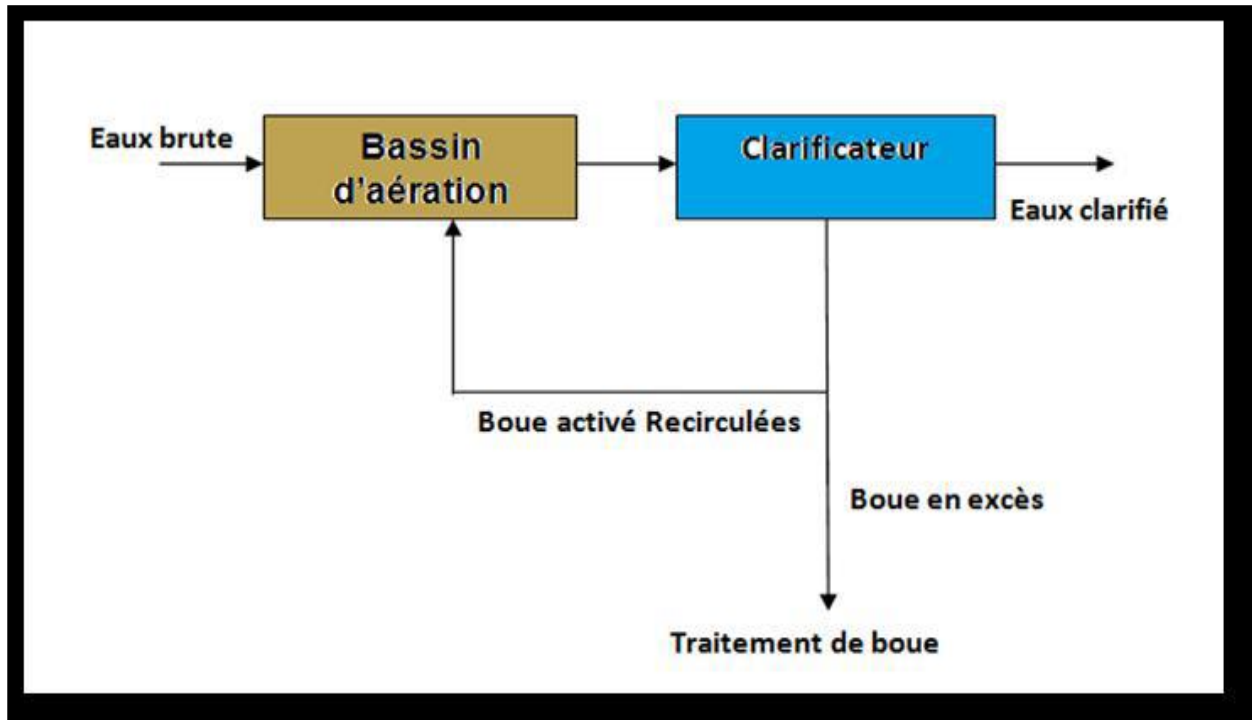 Eaux brute
Bassin
d'aération
Clarificateur
Eaux clarifié
Boue activé Recirculées
Boue en excès
Traitement de boue